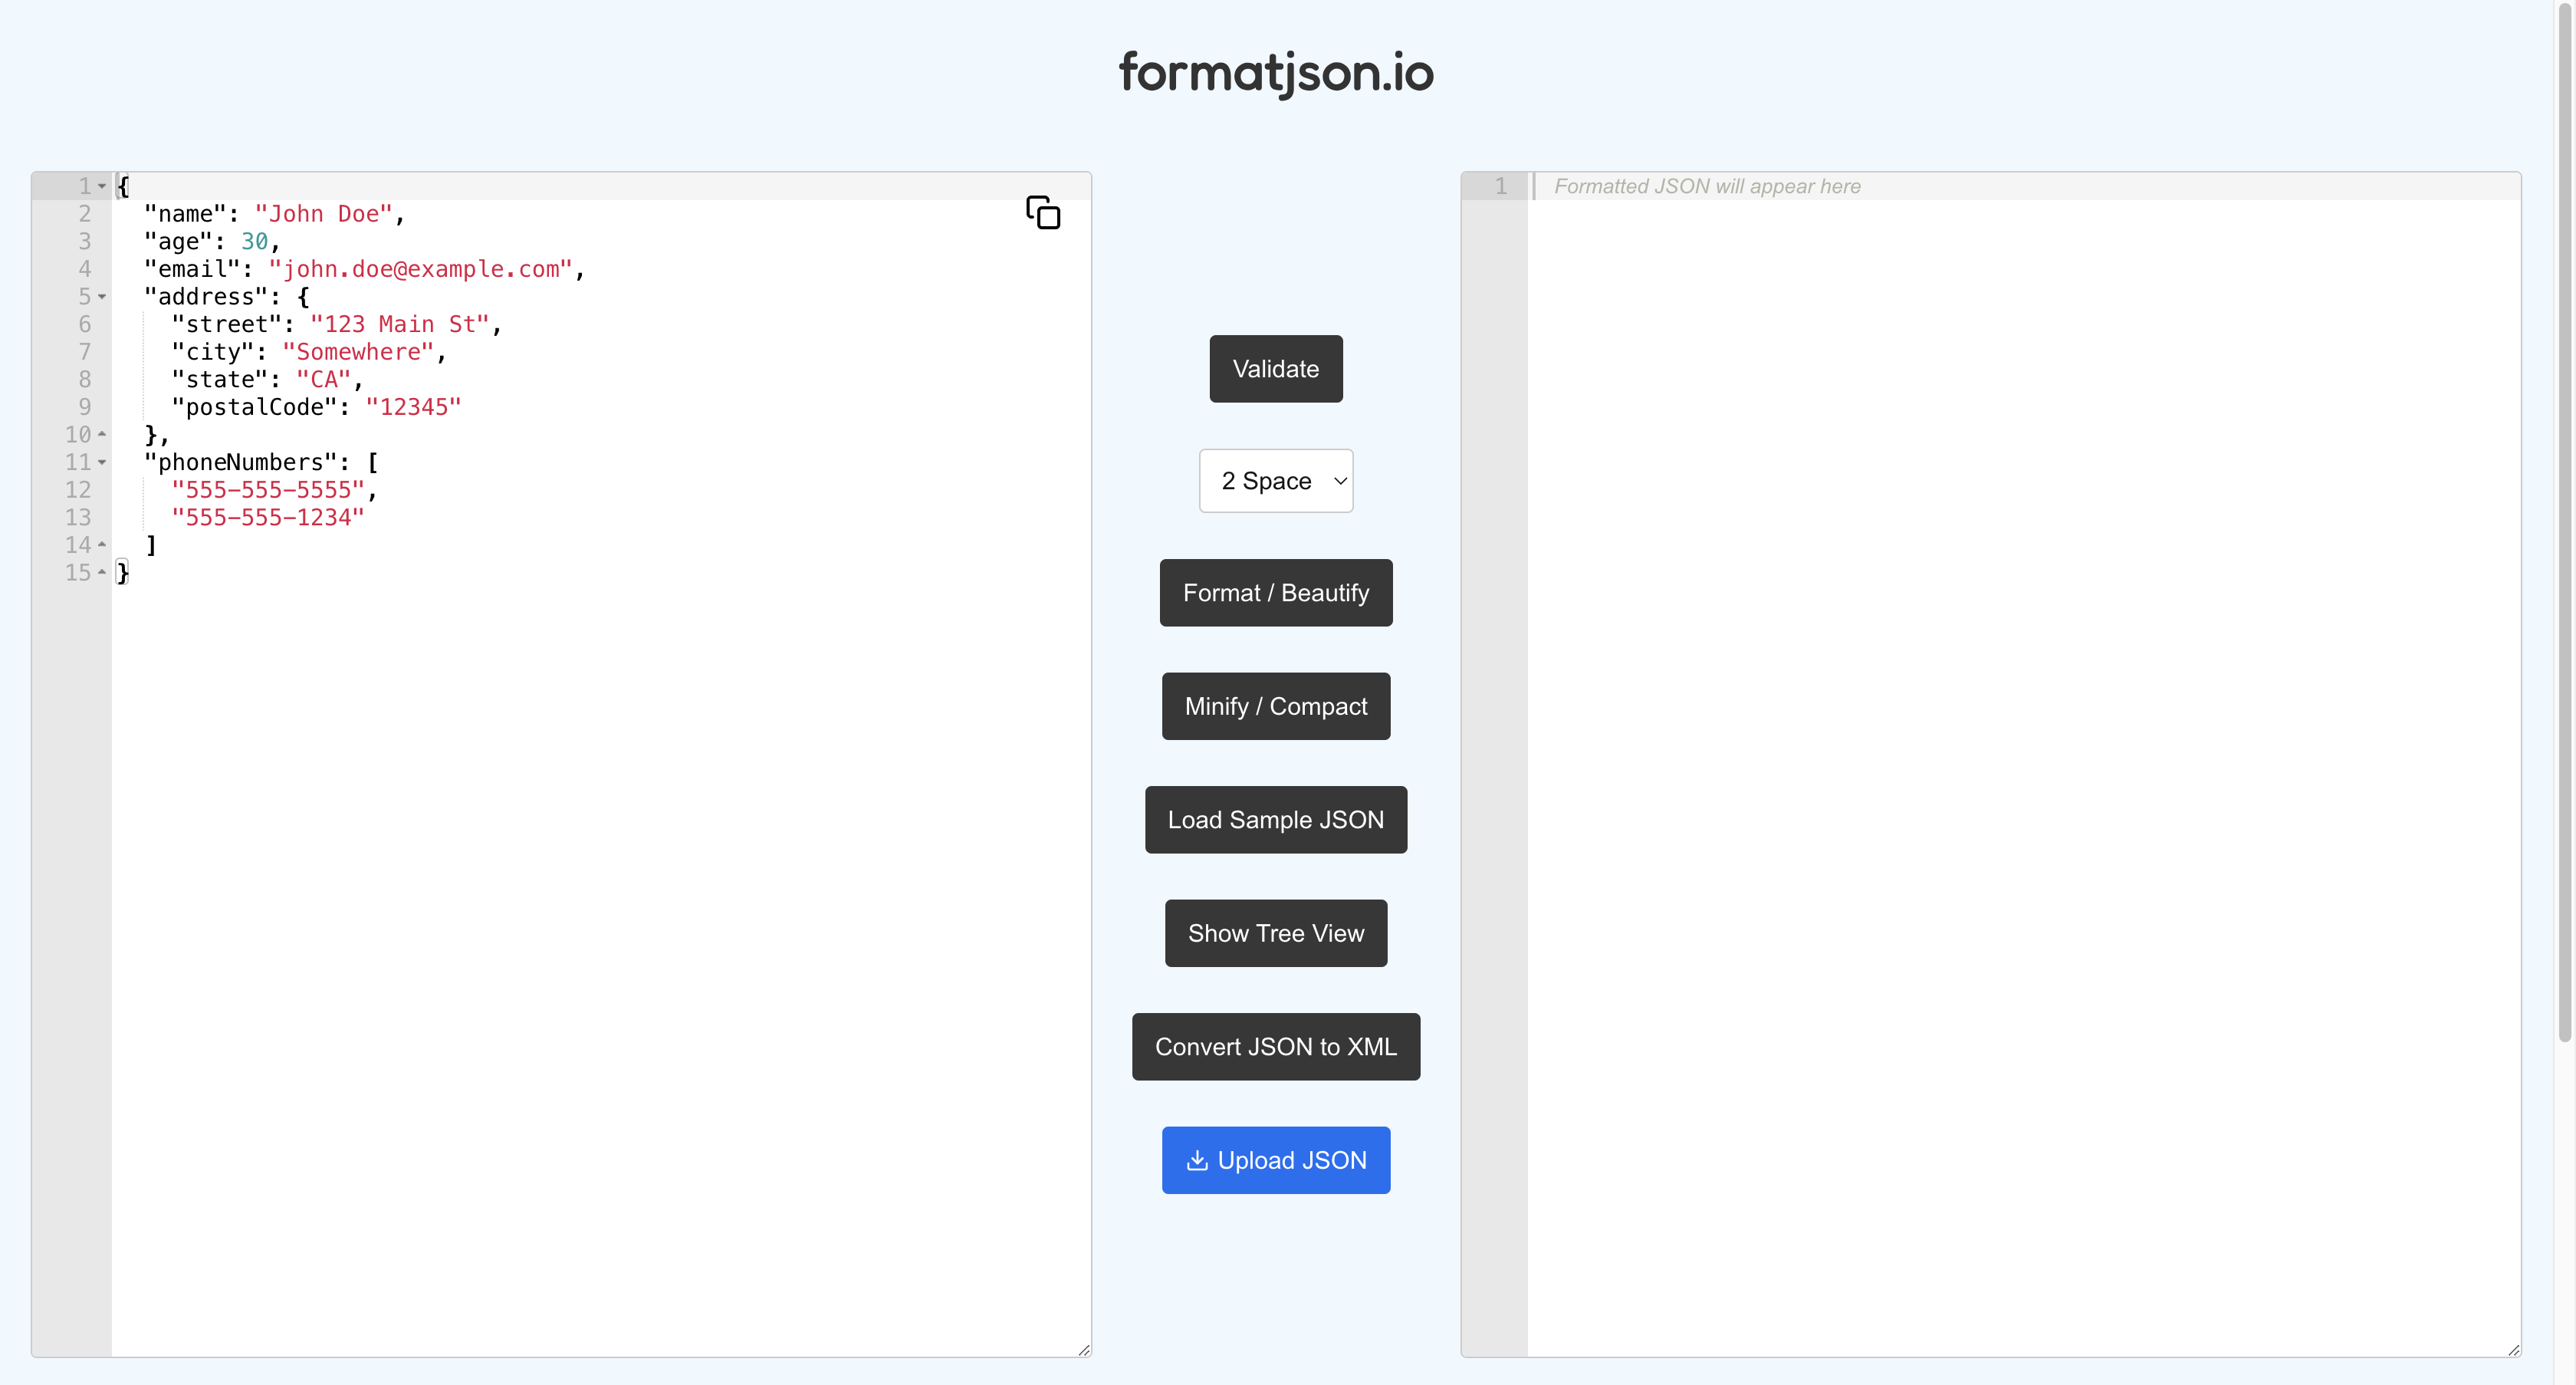 formatjson.io
1 {
2 "name": "John Doe",
3 "age": 30,
4 "email": "john.doe@example.com",
5 "address": {
6 "street": "123 Main St",
7 "city": "Somewhere",
8 "state": "CA",
9 "postalCode": "12345"
10 },
11 "phoneNumbers": [
12 "555-555-5555",
13 "555-555-1234"
14 ]
15 }
Validate
2 Space
Format / Beautify
Minify / Compact
Load Sample JSON
Show Tree View
Convert JSON to XML
Upload JSON
1 Formatted JSON will appear here